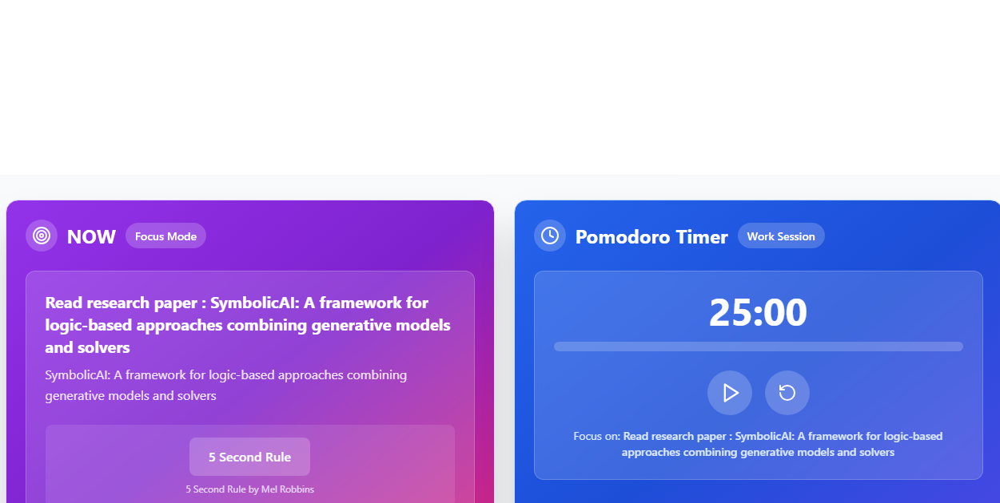 NOW
Focus Mode
Read research paper : SymbolicAI: A framework for
logic-based approaches combining generative models
and solvers
SymbolicAI: A framework for logic-based approaches combining
generative models and solvers
5 Second Rule
5 Second Rule by Mel Robbins
Pomodoro Timer
Work Session
25:00
Focus on: Read research paper : SymbolicAI: A framework for logic-based
approaches combining generative models and solvers